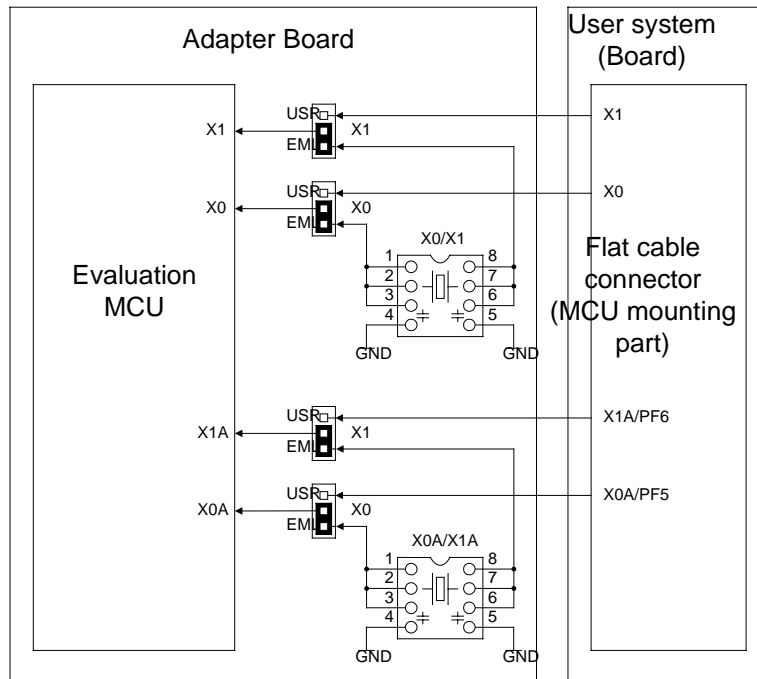 Adapter Board
User system
(Board)
USR
X1
X1
X1
EML
USR
X0
X0
X0
EML
X0/X1
Evaluation
MCU
1
8
2
7
3
6
4
5
GND
GND
Flat cable
connector
(MCU mounting
part)
USR
X1A/PF6
X1A
X1
EML
USR
X0A/PF5
X0A
X0
EML
X0A/X1A
1
8
2
7
3
6
4
5
GND
GND